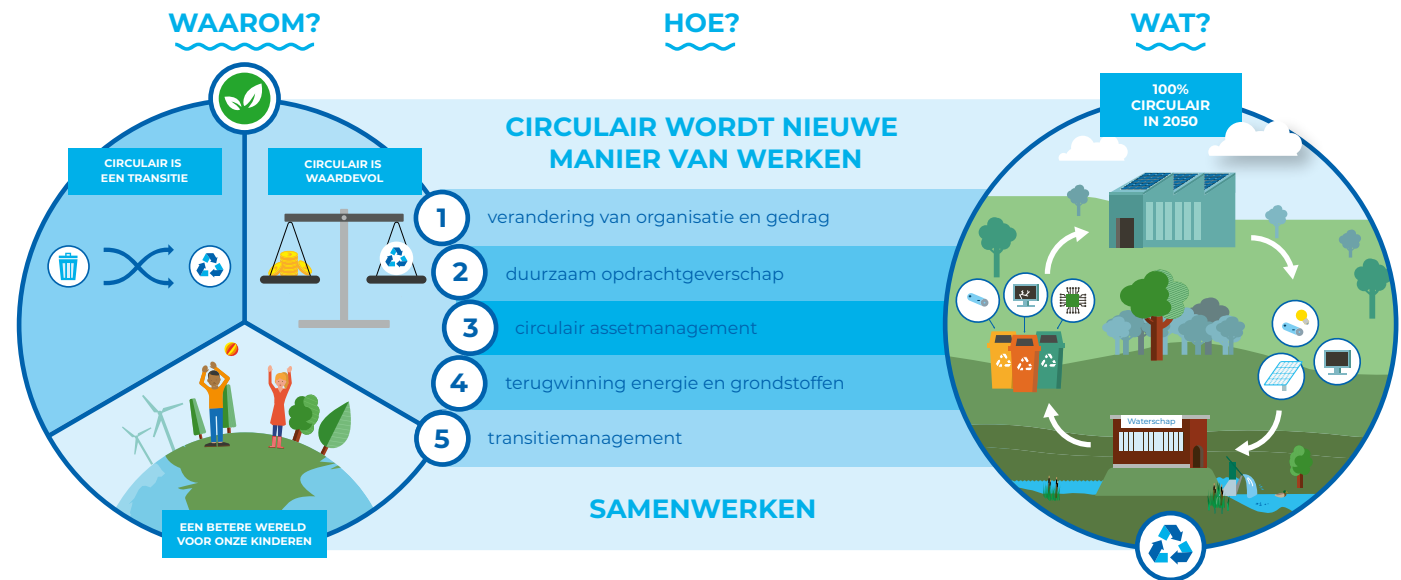 WAAROM?
HOE?
WAT?
CIRCULAIR IS
EEN TRANSITIE
CIRCULAIR IS
WAARDEVOL
EEN BETERE WERELD
VOOR ONZE KINDEREN
CIRCULAIR WORDT NIEUWE
MANIER VAN WERKEN
1 verandering van organisatie en gedrag
2 duurzaam opdrachtgeverschap
3 circulair assetmanagement
4 terugwinning energie en grondstoffen
5 transitiemanagement
SAMENWERKEN
100%
CIRCULAIR
IN 2050
Waterschap